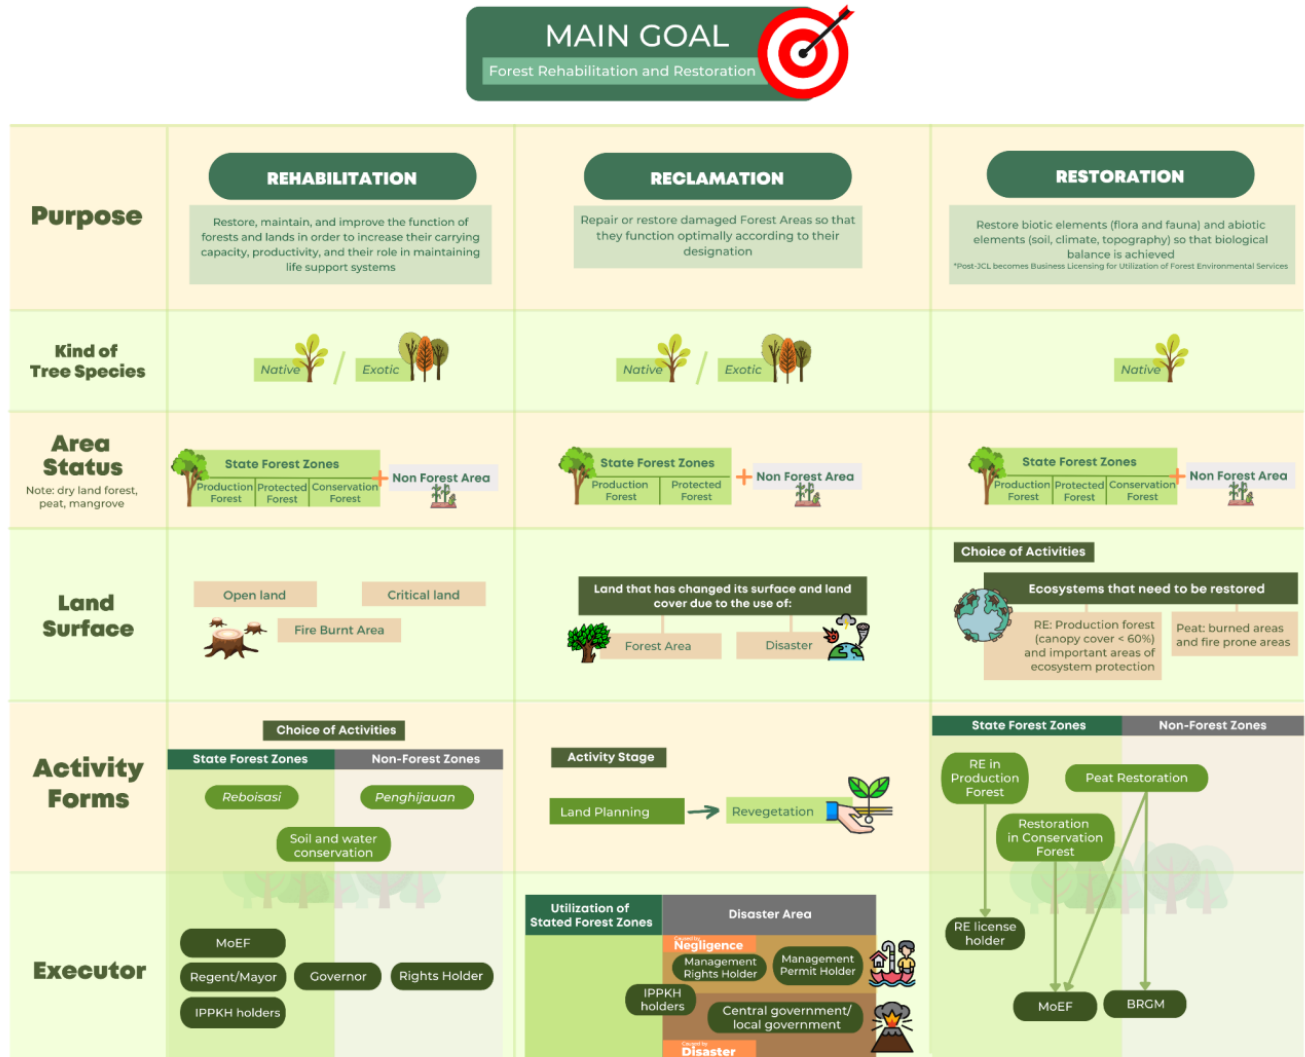 MAIN GOAL
Forest Rehabilitation and Restoration
Purpose
REHABILITATION
Restore, maintain, and improve the function of
forests and lands in order to increase their carrying
capacity, productivity, and their role in maintaining
life support systems
RECLAMATION
Repair or restore damaged Forest Areas so that
they function optimally according to their
designation
RESTORATION
Restore biotic elements (flora and fauna) and abiotic
elements (soil, climate, topography) so that biological
balance is achieved
*Post-JCL becomes Business Licensing for Utilization of Forest Environmental Services
Kind of
Tree Species
Native
/
Exotic
Native
/
Exotic
Native
Area
Status
Note: dry land forest,
peat, mangrove
State Forest Zones
Production
Forest
Protected
Forest
Conservation
Forest
+
Non Forest Area
State Forest Zones
Production
Forest
Protected
Forest
+
Non Forest Area
State Forest Zones
Production
Forest
Protected
Forest
Conservation
Forest
+
Non Forest Area
Land
Surface
Open land
Critical land
Fire Burnt Area
Land that has changed its surface and land
cover due to the use of:
Forest Area
Disaster
Choice of Activities
Ecosystems that need to be restored
RE: Production forest
(canopy cover < 60%)
and important areas of
ecosystem protection
Peat: burned areas
and fire prone areas
Activity
Forms
Choice of Activities
State Forest Zones
Non-Forest Zones
Reboisasi
Penghijauan
Soil and water
conservation
Activity Stage
Land Planning
Revegetation
State Forest Zones
Non-Forest Zones
RE in
Production
Forest
Peat Restoration
Restoration
in Conservation
Forest
Executor
MoEF
Regent/Mayor
Governor
Rights Holder
IPPKH holders
Utilization of
Stated Forest Zones
Disaster Area
Caused by
Negligence
Management
Rights Holder
Management
Permit Holder
IPPKH
holders
Central government/
local government
Caused by
Disaster
RE license
holder
MoEF
BRGM